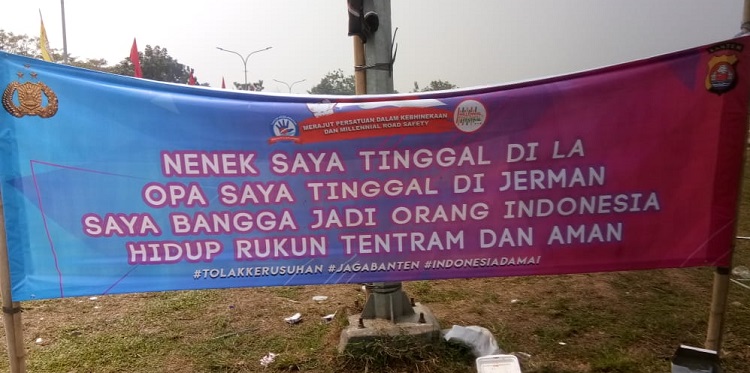 BANTEN
MERAJUT PERSATUAN DALAM KEBHINEKAAN
DAN MILLENNIAL ROAD SAFETY
NENEK SAYA TINGGAL DI LA
OPA SAYA TINGGAL DI JERMAN
SAYA BANGGA JADI ORANG INDONESIA
HIDUP RUKUN TENTRAM DAN AMAN
#TOLAKKERUSUHAN #JAGABANTEN #INDONESIADAMAI